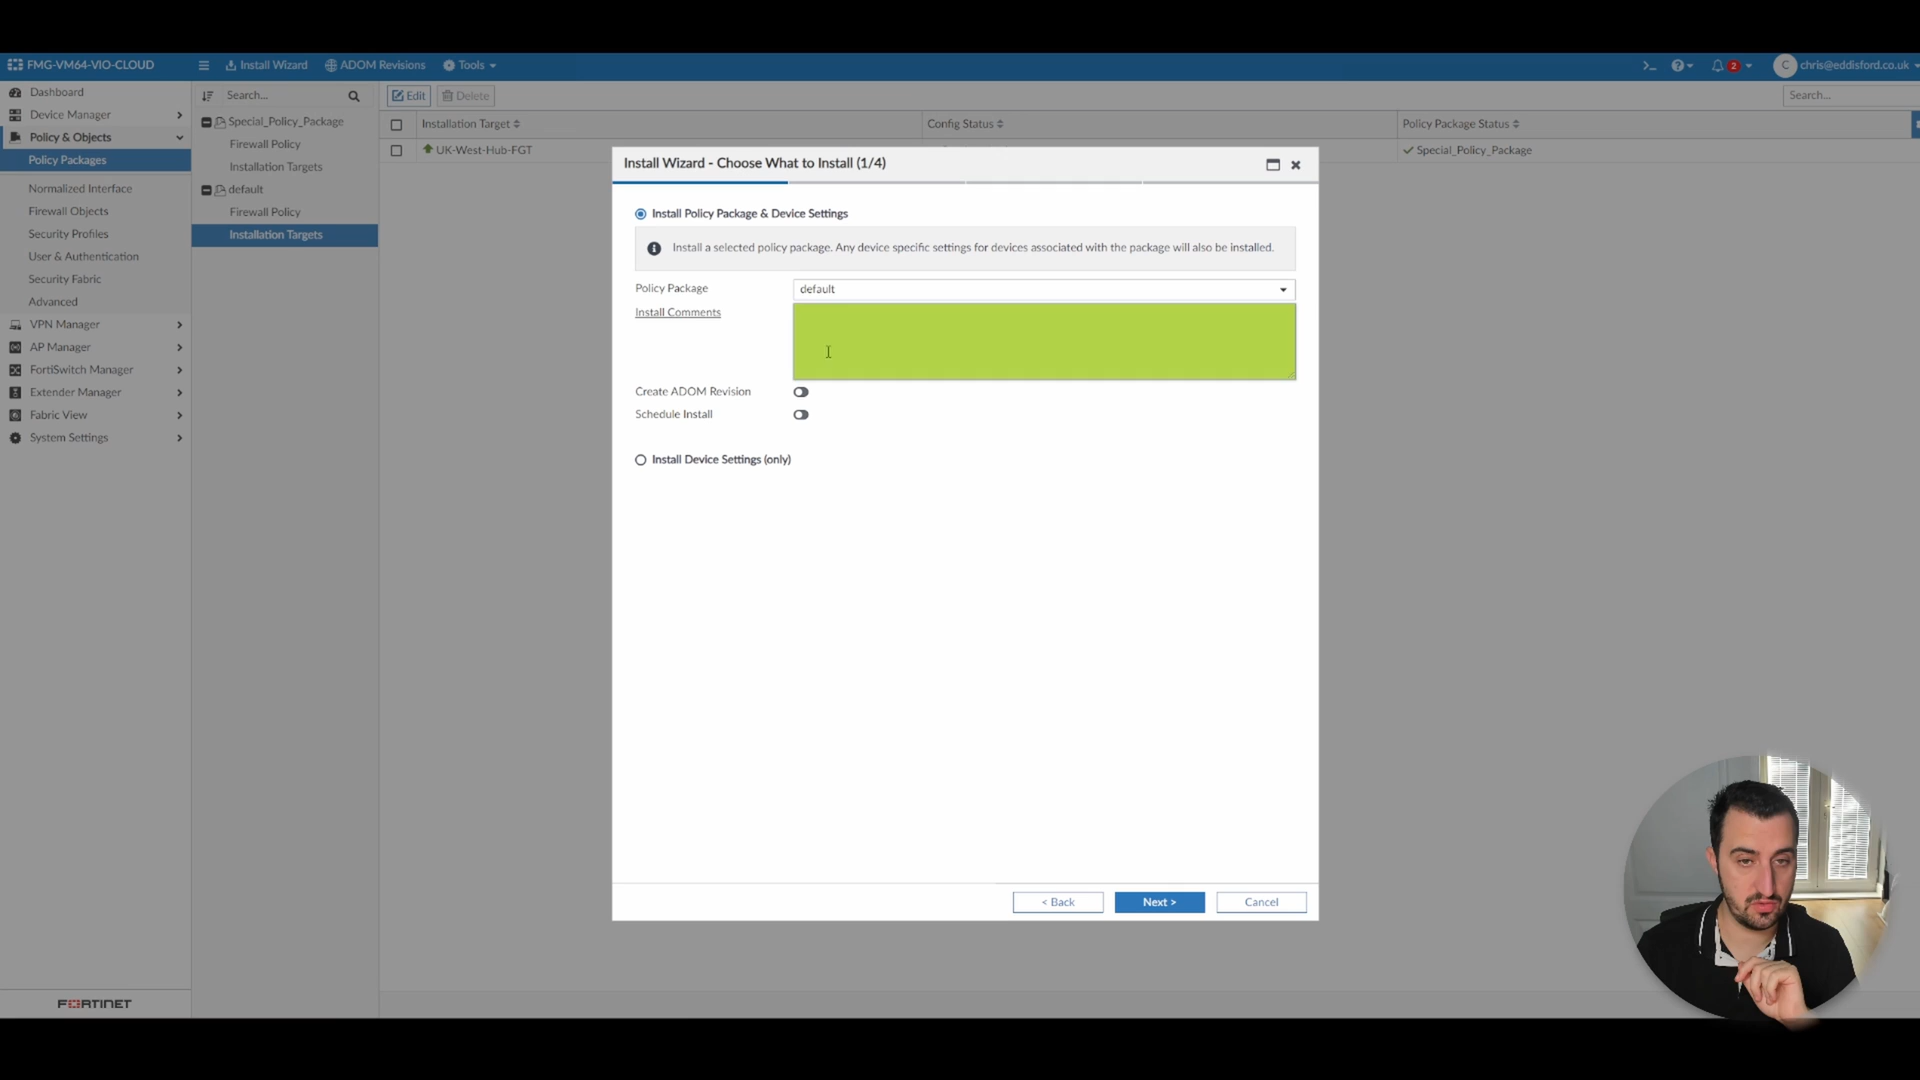 FMG-VM64-VIO-CLOUD
Install Wizard
ADOM Revisions
Tools
2
C
chris@eddisford.co.uk
Dashboard
Device Manager
Policy & Objects
Policy Packages
Normalized Interface
Firewall Objects
Security Profiles
User & Authentication
Security Fabric
Advanced
VPN Manager
AP Manager
FortiSwitch Manager
Extender Manager
Fabric View
System Settings
FORTINET
Search...
Special_Policy_Package
Firewall Policy
Installation Targets
default
Firewall Policy
Installation Targets
Edit
Delete
Search...
Installation Target
Config Status
Policy Package Status
UK-West-Hub-FGT
Special_Policy_Package
Install Wizard - Choose What to Install (1/4)
Install Policy Package & Device Settings
Install a selected policy package. Any device specific settings for devices associated with the package will also be installed.
Policy Package
default
Install Comments
Create ADOM Revision
Schedule Install
Install Device Settings (only)
< Back
Next >
Cancel